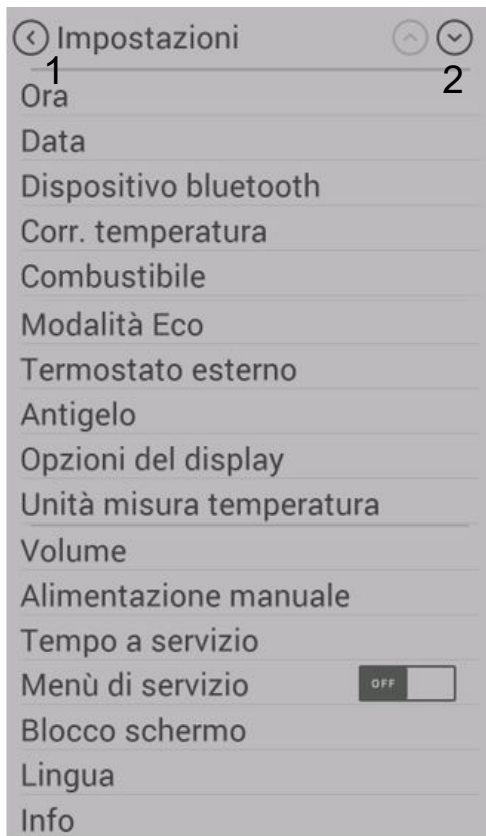 Impostazioni
1
2
Ora
Data
Dispositivo bluetooth
Corr. temperatura
Combustibile
Modalità Eco
Termostato esterno
Antigelo
Opzioni del display
Unità misura temperatura
Volume
Alimentazione manuale
Tempo a servizio
Menù di servizio OFF
Blocco schermo
Lingua
Info